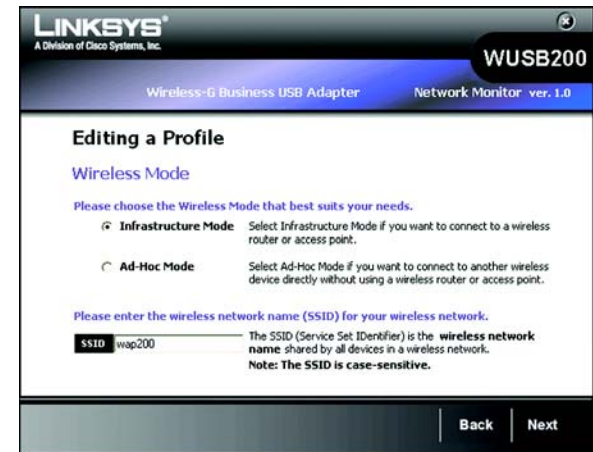 LINKSYS®
A Division of Cisco Systems, Inc.
WUSB200
Wireless-G Business USB Adapter
Network Monitor ver. 1.0
Editing a Profile
Wireless Mode
Please choose the Wireless Mode that best suits your needs.
Infrastructure Mode
Select Infrastructure Mode if you want to connect to a wireless
router or access point.
Ad-Hoc Mode
Select Ad-Hoc Mode if you want to connect to another wireless
device directly without using a wireless router or access point.
Please enter the wireless network name (SSID) for your wireless network.
SSID wap200
The SSID (Service Set IDentifier) is the wireless network
name shared by all devices in a wireless network.
Note: The SSID is case-sensitive.
Back
Next